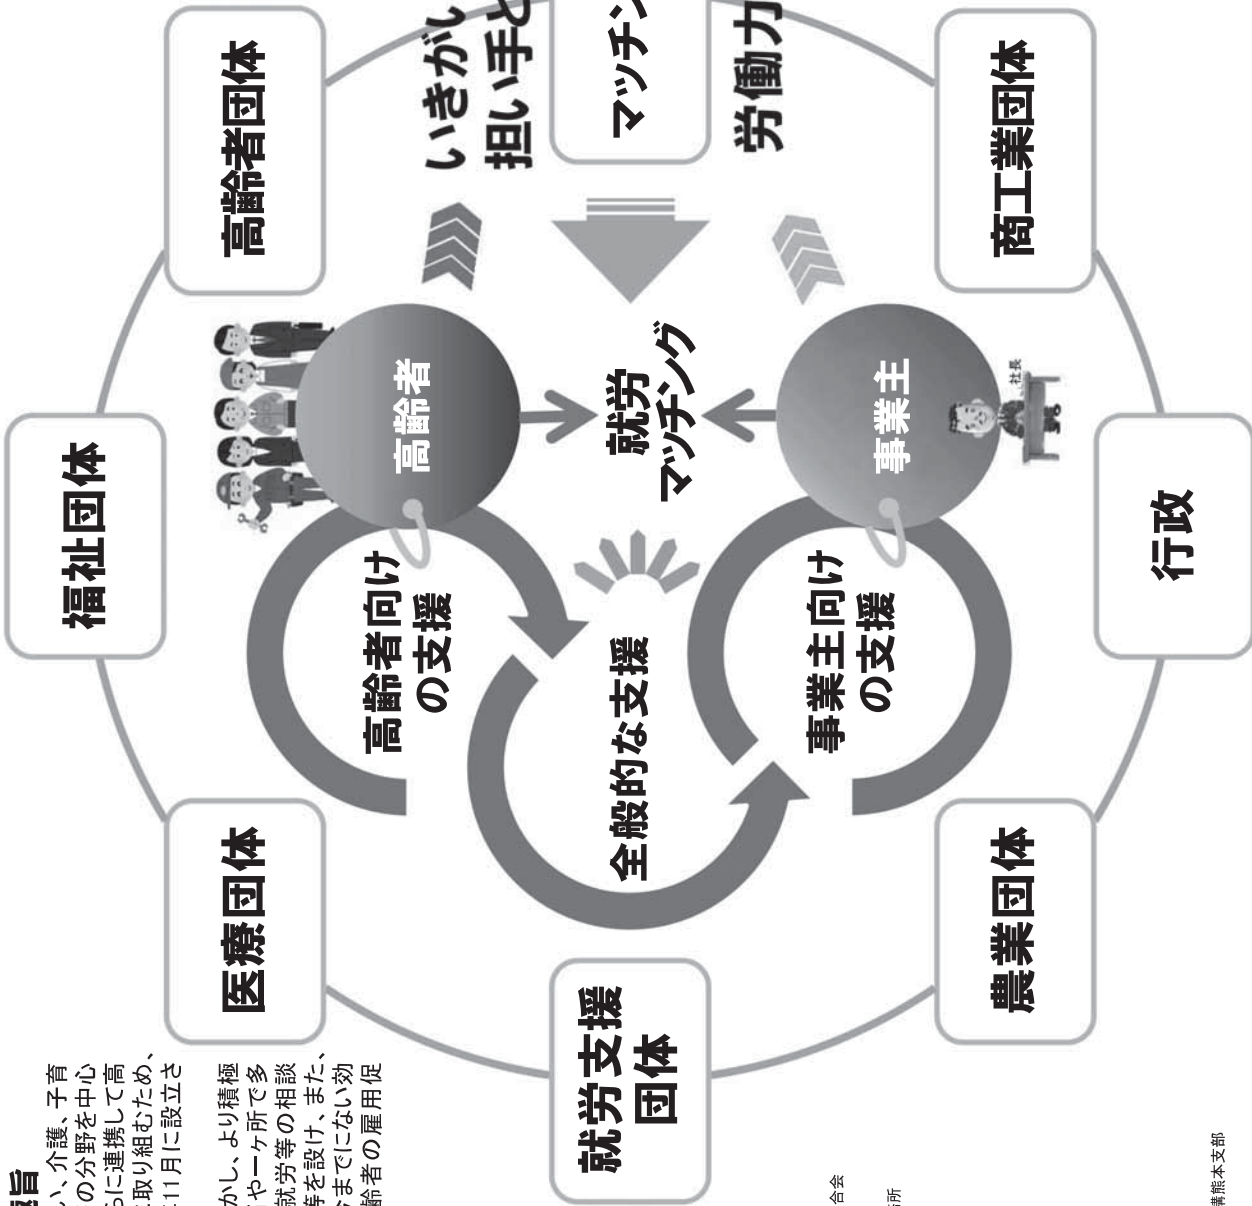 い、介護、子育
の分野を中心
らに連携して高
に取り組むため、
年11月に設立さ
かし、より積極
や一ヶ所で多
就労等の相談
等を設け、また、
今までにない効
齢者の雇用促
医療団体
福祉団体
高齢者団体
高齢者
高齢者向け
の支援
いきがい
担い手と
就労支援
団体
全般的な支援
就労
マッチング
マッチン
労働力
事業主向け
の支援
事業主
社長
農業団体
行政
商工業団体
合会
務所
構熊本支部